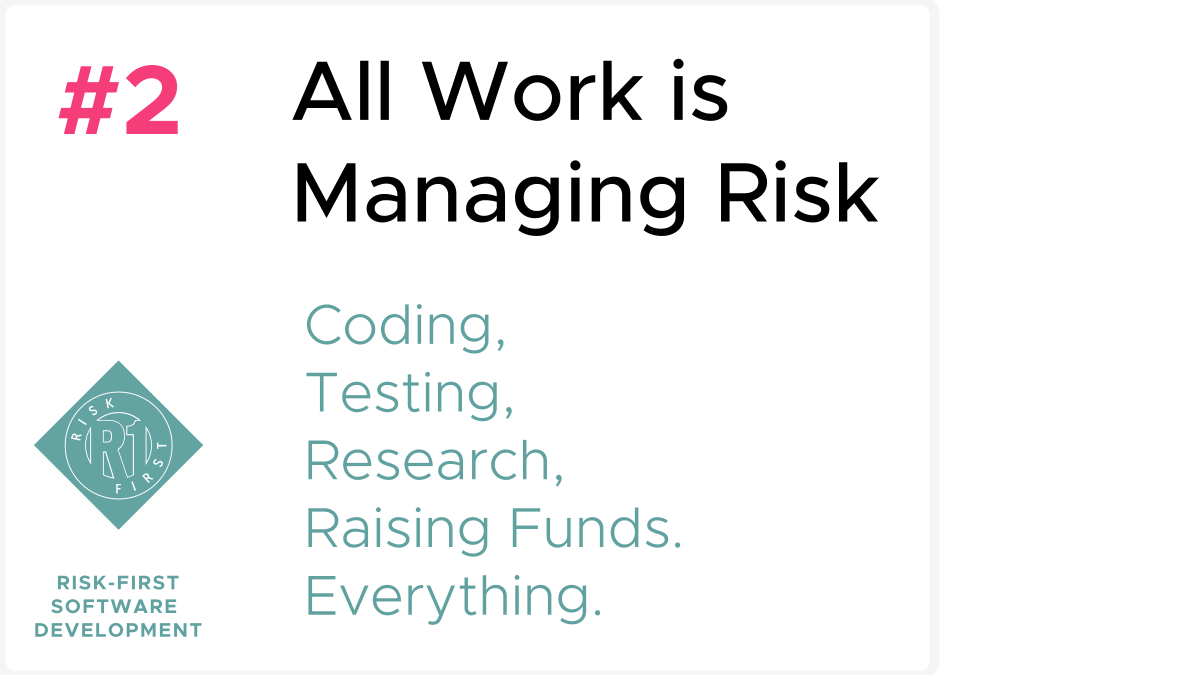 #2
All Work is
Managing Risk
Coding,
Testing,
Research,
Raising Funds.
Everything.
RISK
R1
FIRST
RISK-FIRST
SOFTWARE
DEVELOPMENT